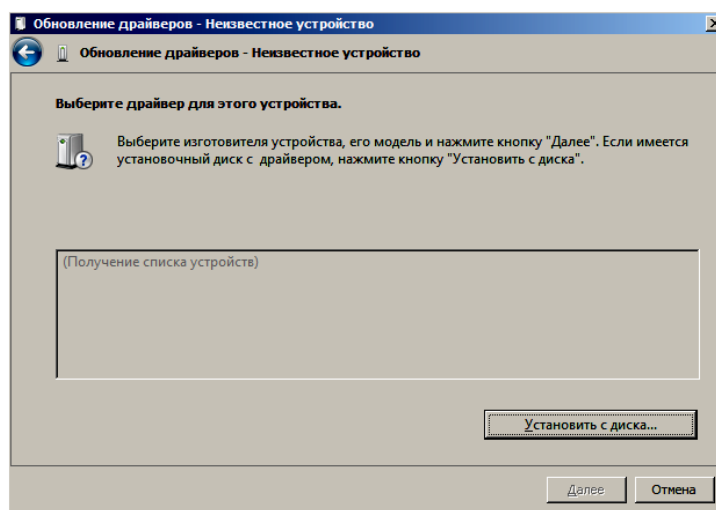 Обновление драйверов - Неизвестное устройство
Обновление драйверов - Неизвестное устройство
Выберите драйвер для этого устройства.
Выберите изготовителя устройства, его модель и нажмите кнопку "Далее". Если имеется
установочный диск с драйвером, нажмите кнопку "Установить с диска".
(Получение списка устройств)
Установить с диска...
Далее
Отмена